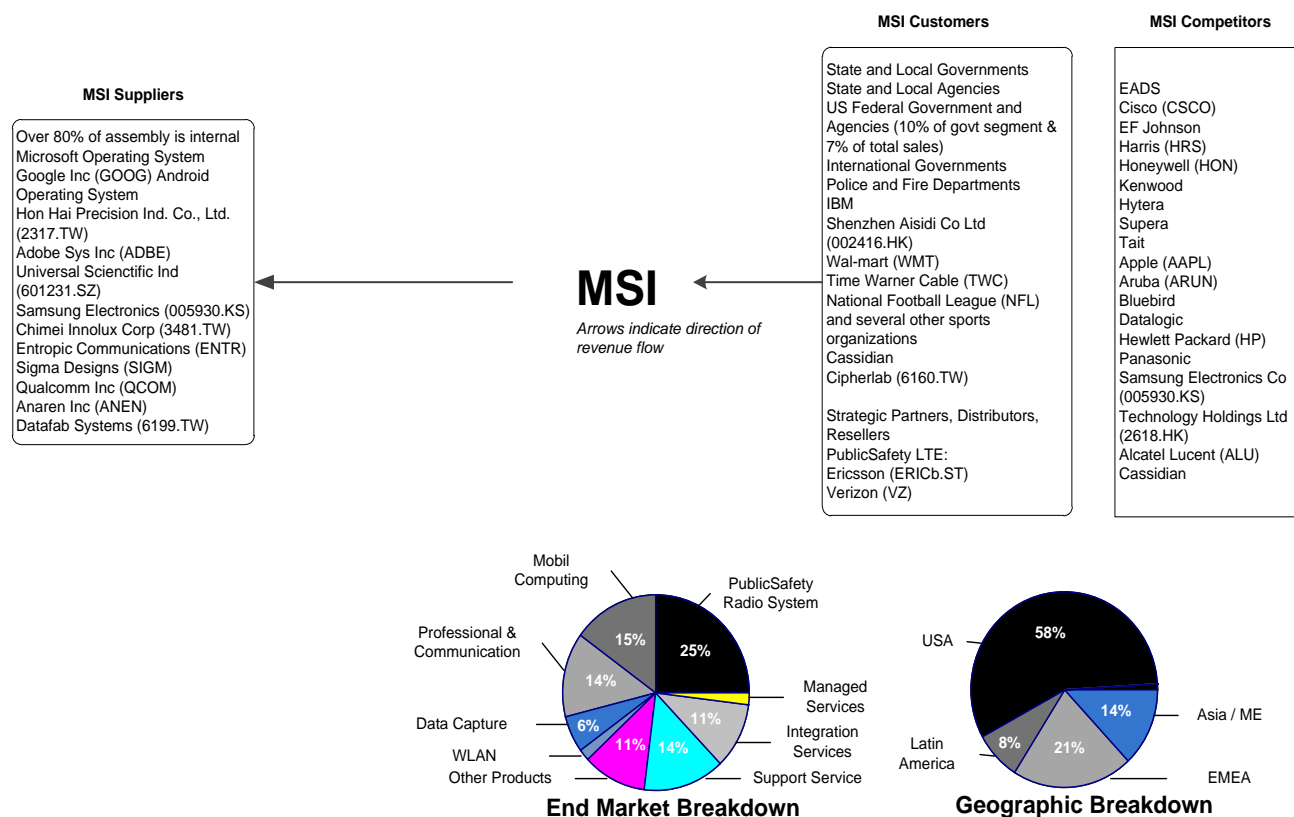 MSI Customers
MSI Competitors
MSI Suppliers
Over 80% of assembly is internal
Microsoft Operating System
Google Inc (GOOG) Android
Operating System
Hon Hai Precision Ind. Co., Ltd.
(2317.TW)
Adobe Sys Inc (ADBE)
Universal Scienctific Ind
(601231.SZ)
Samsung Electronics (005930.KS)
Chimei Innolux Corp (3481.TW)
Entropic Communications (ENTR)
Sigma Designs (SIGM)
Qualcomm Inc (QCOM)
Anaren Inc (ANEN)
Datafab Systems (6199.TW)
MSI
Arrows indicate direction of
revenue flow
State and Local Governments
State and Local Agencies
US Federal Government and
Agencies (10% of govt segment &
7% of total sales)
International Governments
Police and Fire Departments
IBM
Shenzhen Aisidi Co Ltd
(002416.HK)
Wal-mart (WMT)
Time Warner Cable (TWC)
National Football League (NFL)
and several other sports
organizations
Cassidian
Cipherlab (6160.TW)
Strategic Partners, Distributors,
Resellers
PublicSafety LTE:
Ericsson (ERICb.ST)
Verizon (VZ)
EADS
Cisco (CSCO)
EF Johnson
Harris (HRS)
Honeywell (HON)
Kenwood
Hytera
Supera
Tait
Apple (AAPL)
Aruba (ARUN)
Bluebird
Datalogic
Hewlett Packard (HP)
Panasonic
Samsung Electronics Co
(005930.KS)
Technology Holdings Ltd
(2618.HK)
Alcatel Lucent (ALU)
Cassidian
Mobil
Computing
PublicSafety
Radio System
Professional &
Communication
15%
25%
14%
Managed
Services
Data Capture
6%
11%
Integration
Services
WLAN
11%
14%
Other Products
Support Service
End Market Breakdown
USA
58%
14%
Asia / ME
Latin
America
8%
21%
EMEA
Geographic Breakdown